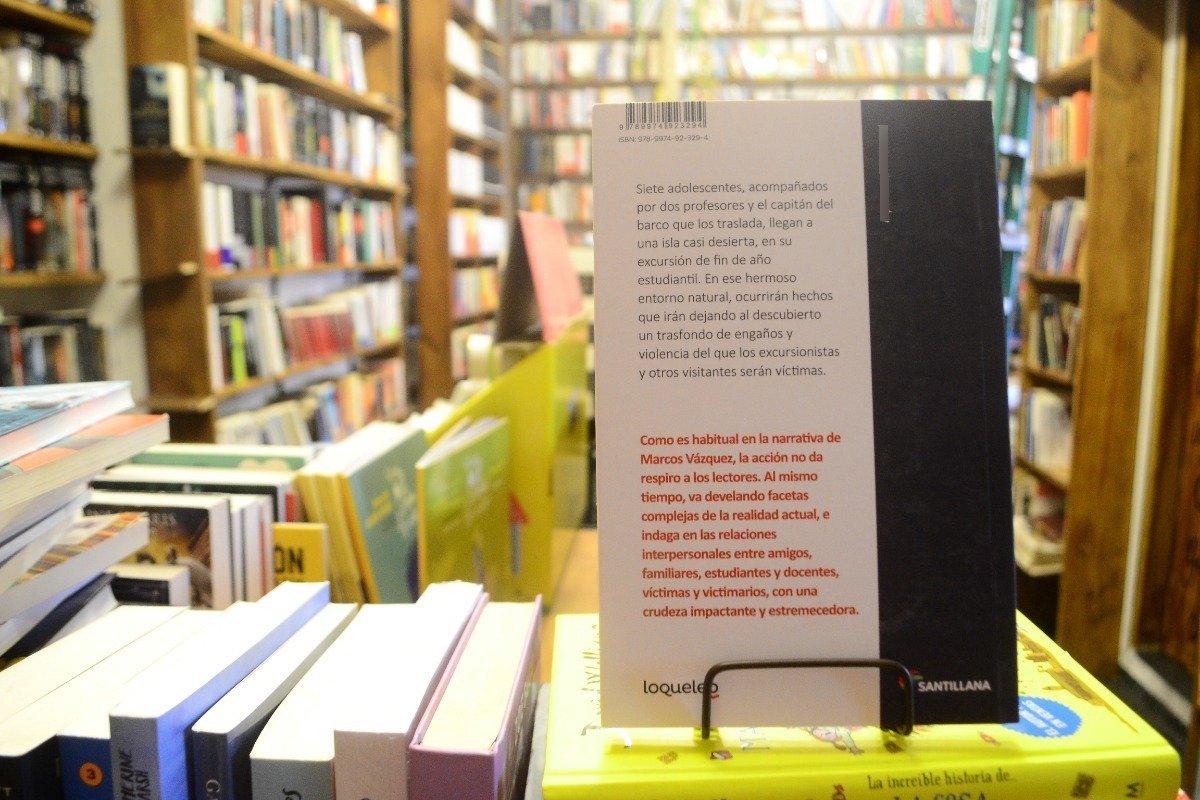 9789974923294
ISBN: 978-9974-92-329-4
Siete adolescentes, acompañados
por dos profesores y el capitán del
barco que los traslada, llegan a
una isla casi desierta, en su
excursión de fin de año
estudiantil. En ese hermoso
entorno natural, ocurrirán hechos
que irán dejando al descubierto
un trasfondo de engaños y
violencia del que los excursionistas
y otros visitantes serán víctimas.
Como es habitual en la narrativa de
Marcos Vázquez, la acción no da
respiro a los lectores. Al mismo
tiempo, va develando facetas
complejas de la realidad actual, e
indaga en las relaciones
interpersonales entre amigos,
familiares, estudiantes y docentes,
víctimas y victimarios, con una
crudeza impactante y estremecedora.
loqueleo
SANTILLANA
ON
3
La increíble historia de...
LA COSA